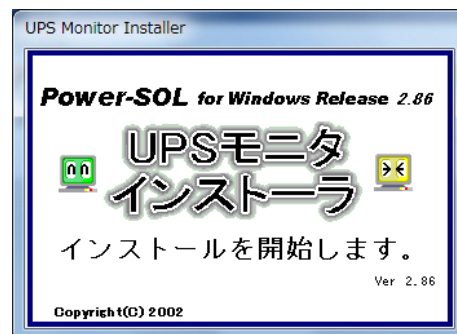 UPS Monitor Installer
Power-SOL for Windows Release 2.86
UPSモニタ
インストーラ
インストールを開始します。
Ver 2.86
Copyright(C) 2002